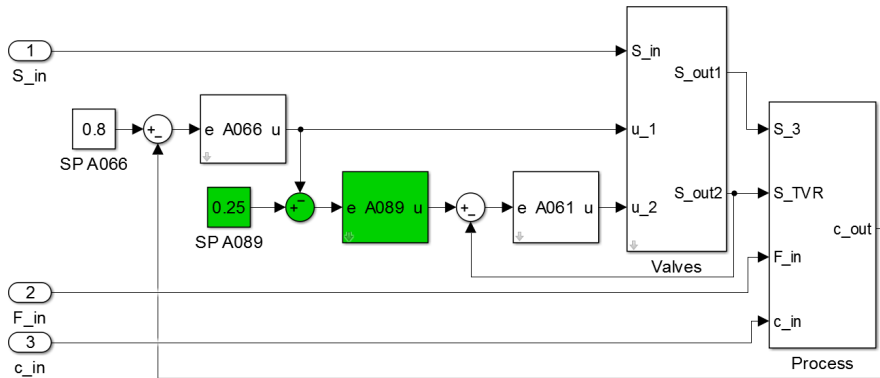 1
S_in
S_in
S_out1
0.8
+
−
e A066 u
u_1
S_3
SP A066
0.25
+
−
e A089 u
+
−
e A061 u
u_2
S_out2
S_TVR
c_out
SP A089
Valves
F_in
2
F_in
3
c_in
c_in
Process